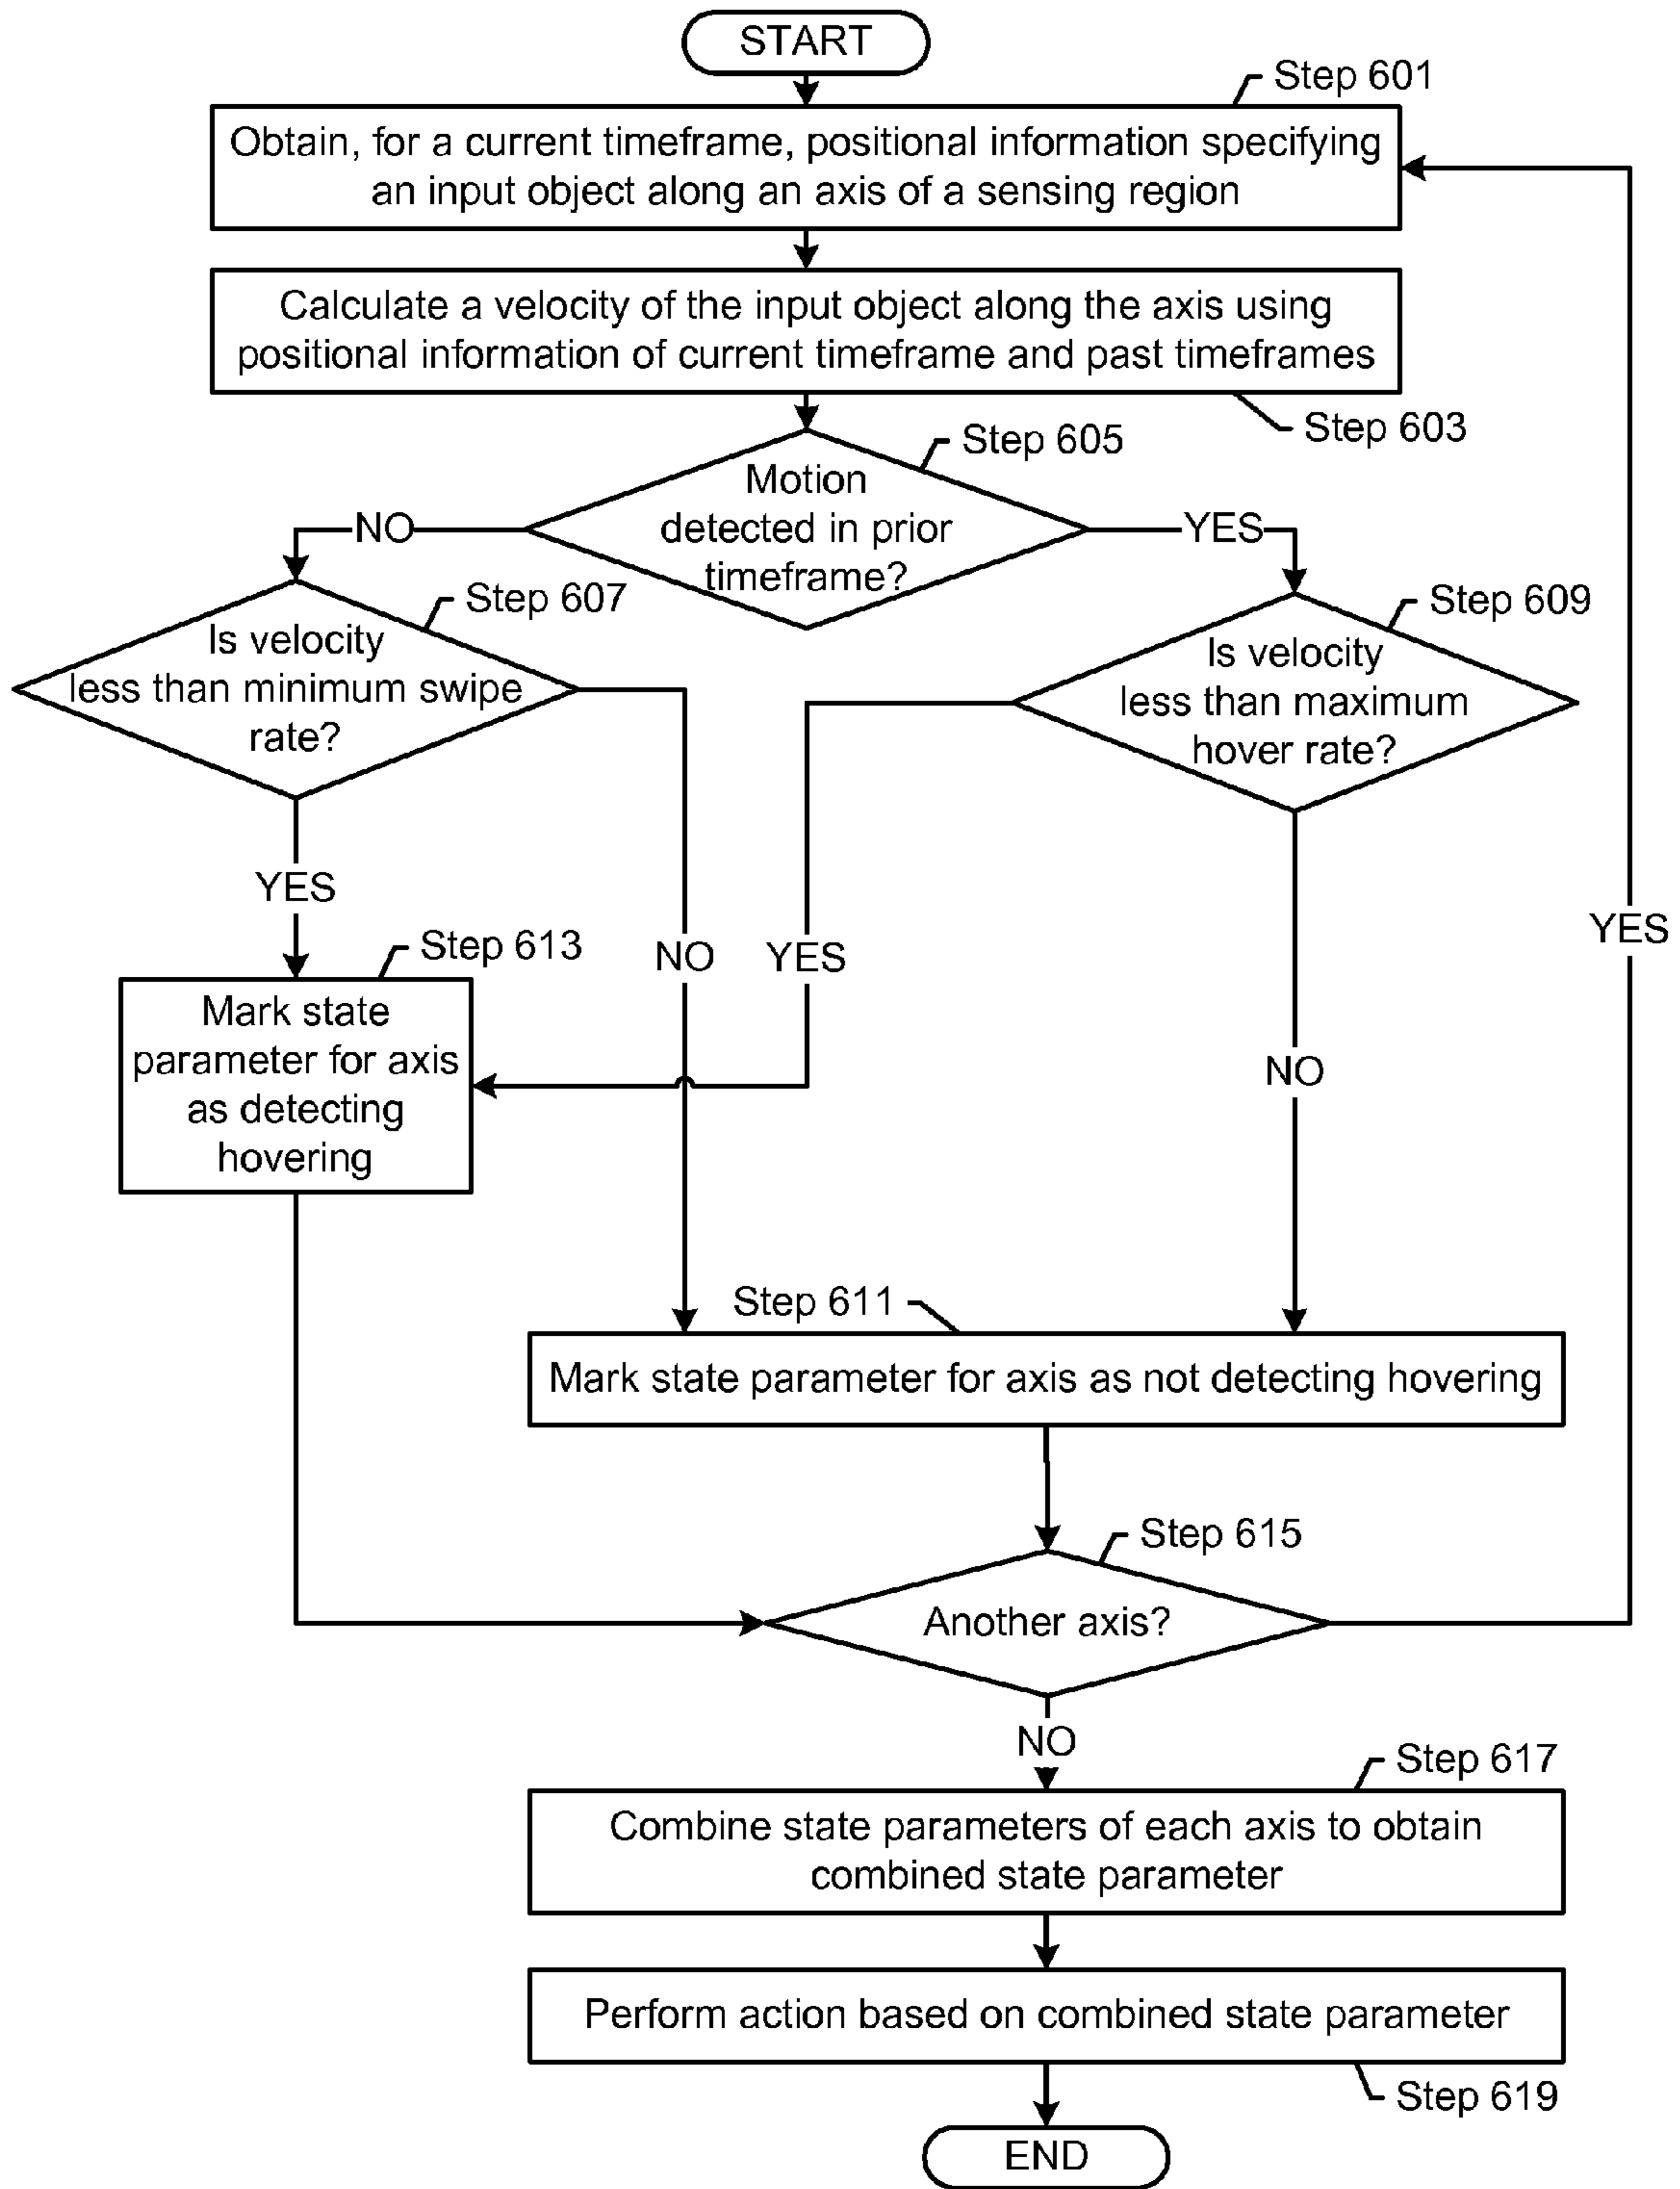 START
Step 601
Obtain, for a current timeframe, positional information specifying
an input object along an axis of a sensing region
Calculate a velocity of the input object along the axis using
positional information of current timeframe and past timeframes
Step 603
Step 605
Motion
detected in prior
timeframe?
NO
YES
Step 607
Is velocity
less than minimum swipe
rate?
Step 609
Is velocity
less than maximum
hover rate?
YES
NO
YES
NO
YES
Step 613
Mark state
parameter for axis
as detecting
hovering
Step 611
Mark state parameter for axis as not detecting hovering
Step 615
Another axis?
NO
Step 617
Combine state parameters of each axis to obtain
combined state parameter
Perform action based on combined state parameter
Step 619
END